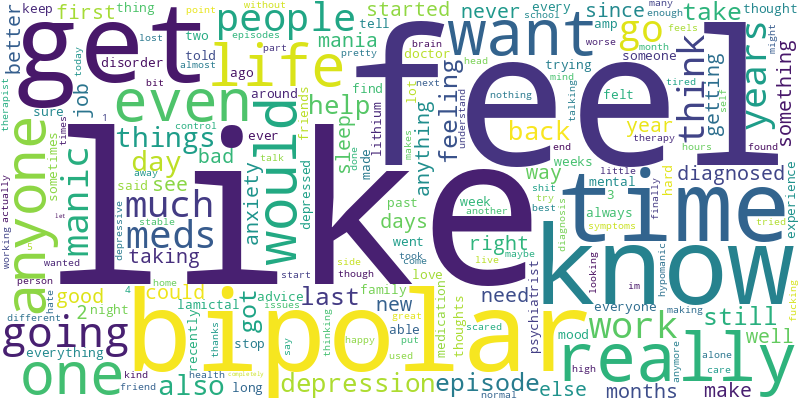 like
feel
bipolar
get
know
time
really
want
life
people
even
would
anyone
one
going
go
think
years
work
much
meds
manic
things
day
help
back
episode
depression
also
still
got
last
right
feeling
something
first
mania
started
never
since
take
thought
better
job
bad
see
taking
anxiety
sleep
anything
getting
year
way
diagnosed
days
good
could
new
need
else
months
make
well
keep
thing
point
without
every
school
many
enough
month
feels
might
tell
episodes
part
pretty
two
told
lost
almost
today
disorder
bit
ago
around
ever
friends
find
made
lithium
doctor
brain
amp
lot
makes
understand
next
worse
trying
someone
mind
felt
head
tired
self
nothing
talking
end
therapy
hours
found
therapist
sure
times
sometimes
control
talk
done
1
said
away
depressed
depressive
stable
let
5
working
actually
wanted
person
home
4
start
though
side
past
went
took
come
week
another
weeks
shit
try
best
little
mental
3
always
finally
hard
tried
experience
symptoms
diagnosis
hypomanic
looking
im
making
fucking
everyone
live
maybe
love
family
psychiatrist
medication
thoughts
able
great
put
used
happy
scared
thinking
say
issues
advice
stop
long
health
completely
thanks
recently
lamictal
night
2
different
hate
everything
kind
friend
normal
mood
high
anymore
alone
care